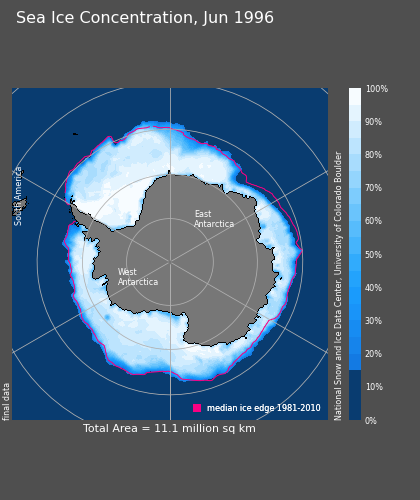 Sea Ice Concentration, Jun 1996
South America
East
Antarctica
West
Antarctica
median ice edge 1981-2010
final data
Total Area = 11.1 million sq km
100%
90%
80%
70%
60%
50%
40%
30%
20%
10%
0%
National Snow and Ice Data Center, University of Colorado Boulder